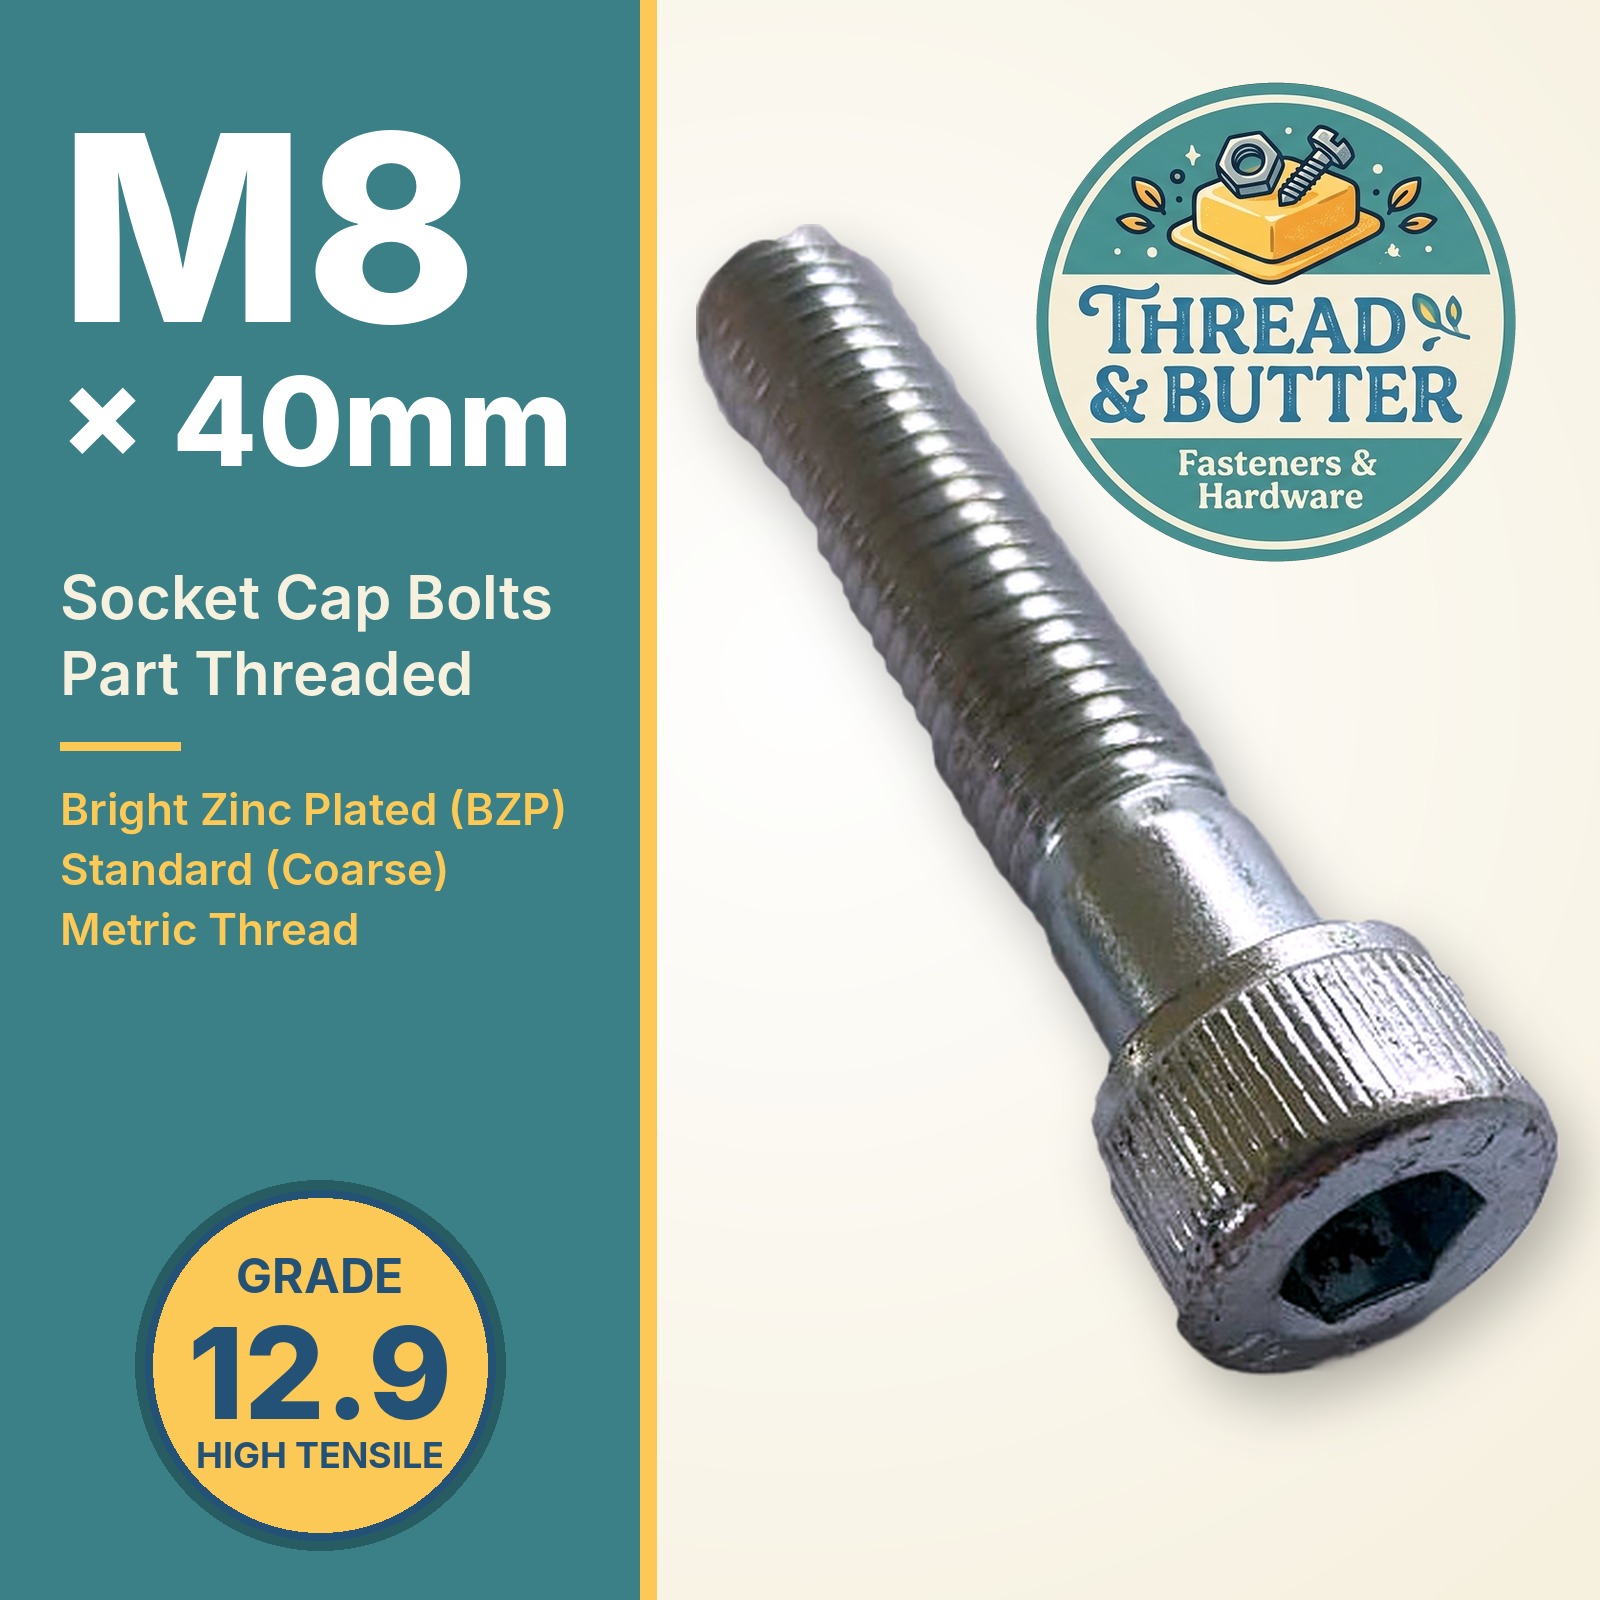 M8
× 40mm
Socket Cap Bolts
Part Threaded
Bright Zinc Plated (BZP)
Standard (Coarse)
Metric Thread
GRADE
12.9
HIGH TENSILE
THREAD
& BUTTER
Fasteners &
Hardware